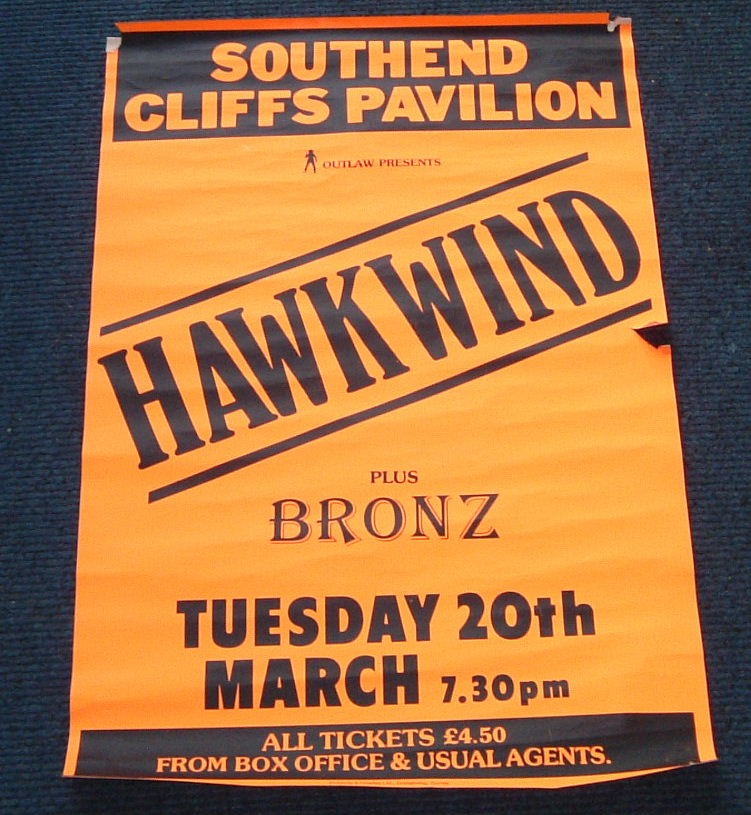 SOUTHEND
CLIFFS PAVILION
OUTLAW PRESENTS
HAWKWIND
PLUS
BRONZ
TUESDAY 20th
MARCH 7.30pm
ALL TICKETS £4.50
FROM BOX OFFICE & USUAL AGENTS.